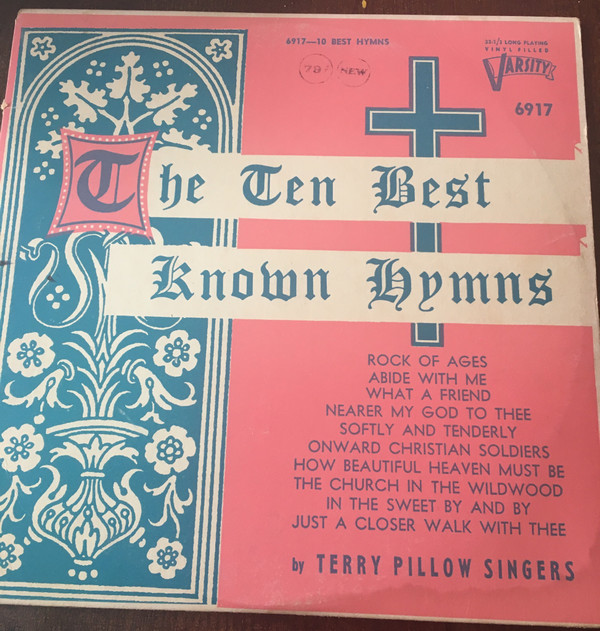 6917—10 BEST HYMNS
79¢ NEW
33-1/3 LONG PLAYING
VINYL FILLED
VARSITY
6917
The Ten Best
Known Hymns
ROCK OF AGES
ABIDE WITH ME
WHAT A FRIEND
NEARER MY GOD TO THEE
SOFTLY AND TENDERLY
ONWARD CHRISTIAN SOLDIERS
HOW BEAUTIFUL HEAVEN MUST BE
THE CHURCH IN THE WILDWOOD
IN THE SWEET BY AND BY
JUST A CLOSER WALK WITH THEE
by TERRY PILLOW SINGERS